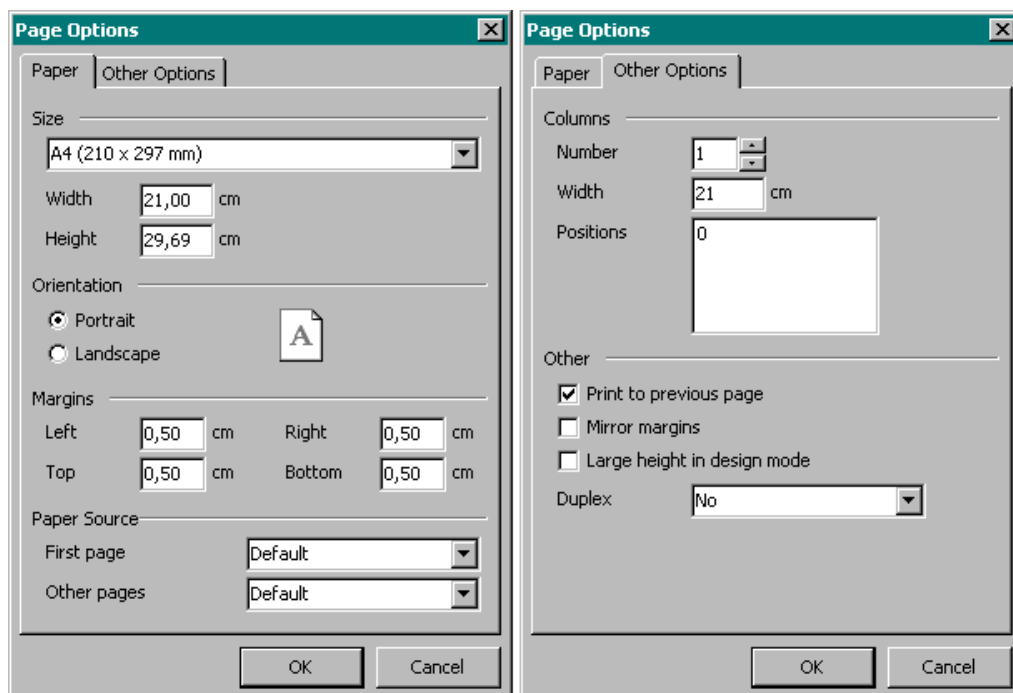 Page Options
Paper
Other Options
Size
A4 (210 x 297 mm)
Width 21,00 cm
Height 29,69 cm
Orientation
Portrait
A
Landscape
Margins
Left 0,50 cm Right 0,50 cm
Top 0,50 cm Bottom 0,50 cm
Paper Source
First page Default
Other pages Default
OK Cancel
Page Options
Paper
Other Options
Columns
Number 1
Width 21 cm
Positions 0
Other
Print to previous page
Mirror margins
Large height in design mode
Duplex No
OK Cancel